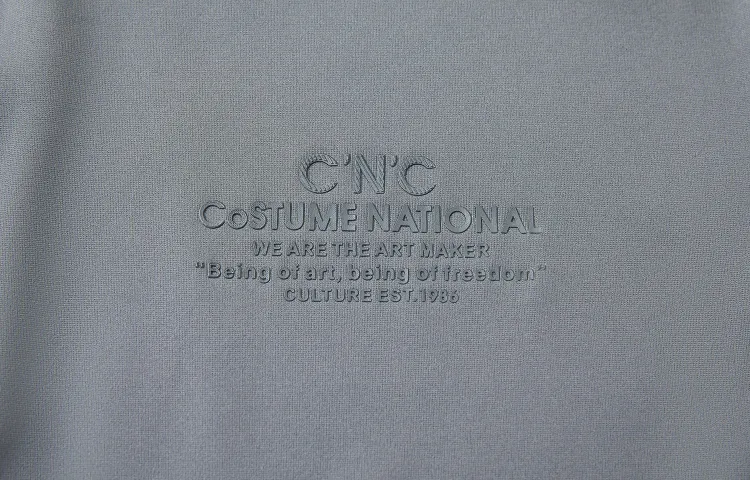 C'N'C
CoSTUME NATIONAL
WE ARE THE ART MAKER
"Being of art, being of freedom"
CULTURE EST.1986